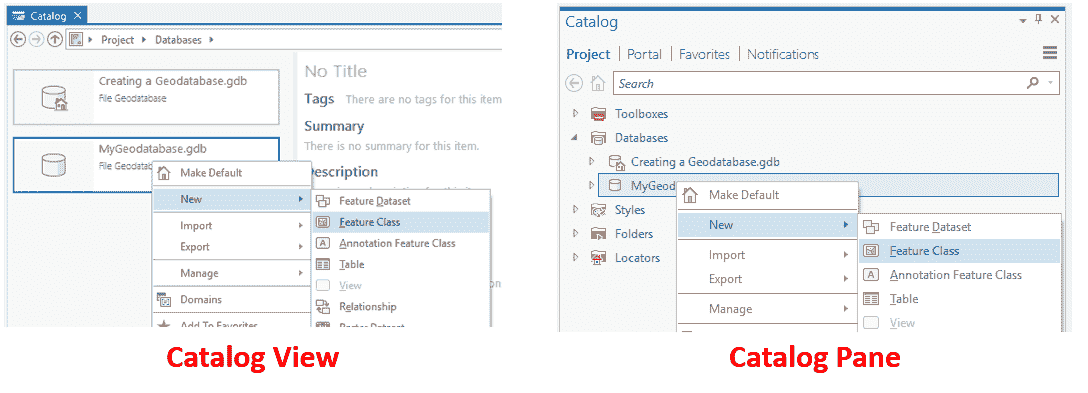 Catalog
Project Databases
Creating a Geodatabase.gdb
File Geodatabase
MyGeodatabase.gdb
File
Make Default
New
Import
Export
Manage
Domains
Add To Favorites
Feature Dataset
Feature Class
Annotation Feature Class
Table
View
Relationship
Raster Dataset
No Title
Tags There are no tags for this item
Summary
There is no summary for this item.
Description
Catalog View
Catalog
Project Portal Favorites Notifications
Search
Toolboxes
Databases
Creating a Geodatabase.gdb
MyGeod
Styles
Folders
Locators
Make Default
New
Import
Export
Manage
Feature Dataset
Feature Class
Annotation Feature Class
Table
View
Catalog Pane